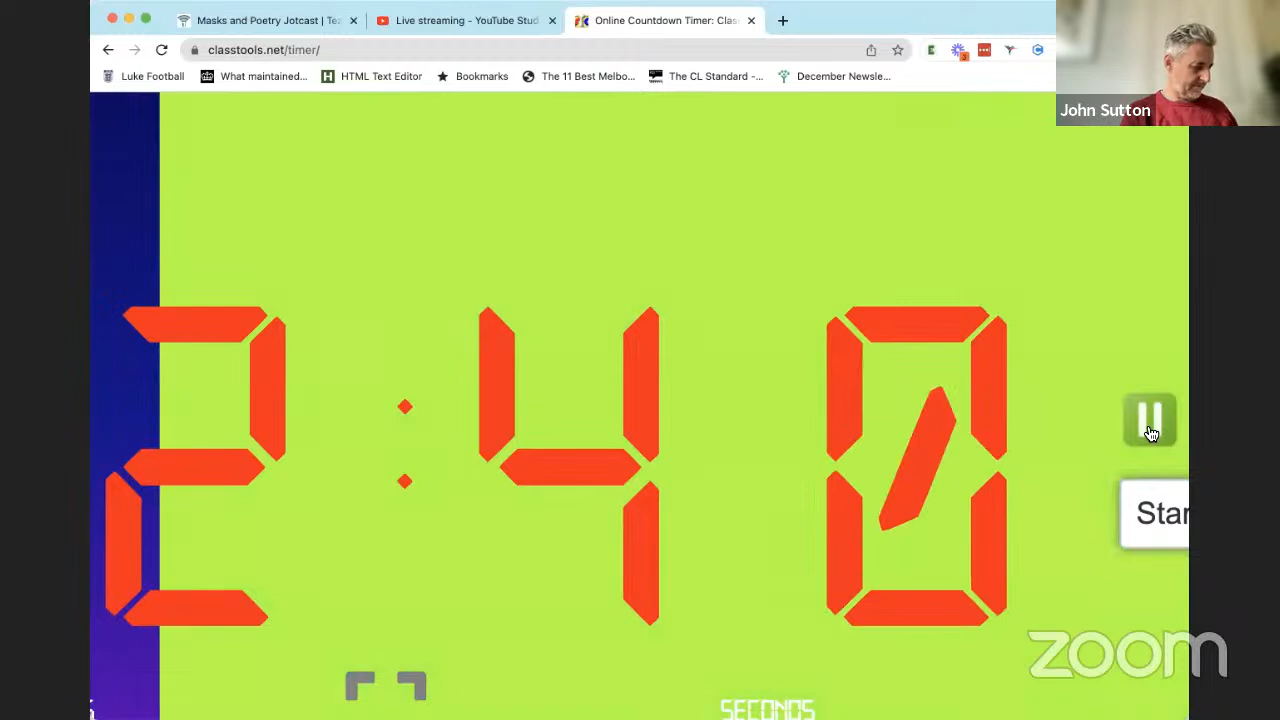 Masks and Poetry Jotcast | Tea
Live streaming - YouTube Stud
Online Countdown Timer: Clas
classtools.net/timer/
3
Luke Football
What maintained...
HTML Text Editor
Bookmarks
The 11 Best Melbo...
The CL Standard -...
December Newsle...
John Sutton
2:40
Star
zoom
SECONDS